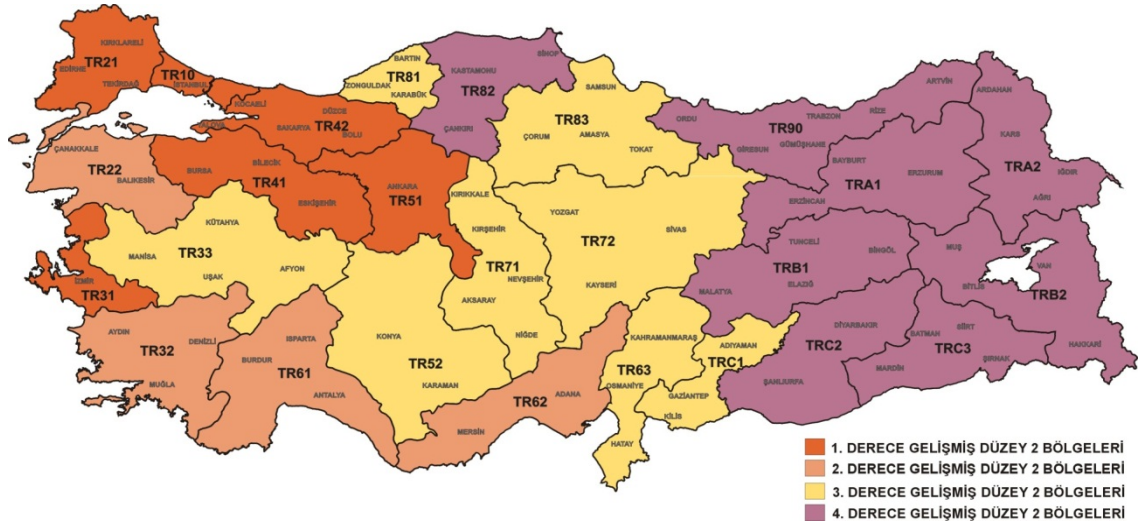 KIRKLARELİ
TR21
EDİRNE
TEKİRDAĞ
TR10
İSTANBUL
KOCAELİ
DÜZCE
SAKARYA
TR42
BOLU
YALOVA
BARTIN
TR81
ZONGULDAK
KARABÜK
KASTAMONU
SİNOP
TR82
ÇANKIRI
SAMSUN
TR83
ÇORUM
AMASYA
TOKAT
ORDU
TR90
TRABZON
RİZE
ARTVİN
GİRESUN
GÜMÜŞHANE
ARDAHAN
KARS
TRA2
IĞDIR
AĞRI
BAYBURT
ERZURUM
TRA1
ERZİNCAN
ÇANAKKALE
TR22
BALIKESİR
BURSA
BİLECİK
TR41
ESKİŞEHİR
ANKARA
TR51
KIRIKKALE
KIRŞEHİR
TR71
NEVŞEHİR
AKSARAY
NİĞDE
YOZGAT
TR72
SİVAS
KAYSERİ
TUNCELİ
BİNGÖL
TRB1
ELAZIĞ
MALATYA
MUŞ
VAN
BİTLİS
TRB2
HAKKARİ
KÜTAHYA
TR33
MANİSA
UŞAK
AFYON
İZMİR
TR31
AYDIN
TR32
DENİZLİ
MUĞLA
ISPARTA
BURDUR
TR61
ANTALYA
KONYA
TR52
KARAMAN
TR62
ADANA
MERSİN
KAHRAMANMARAŞ
TR63
OSMANİYE
HATAY
ADIYAMAN
TRC1
GAZİANTEP
KİLİS
DİYARBAKIR
TRC2
ŞANLIURFA
BATMAN
SİİRT
TRC3
MARDİN
ŞIRNAK
1. DERECE GELİŞMİŞ DÜZEY 2 BÖLGELERİ
2. DERECE GELİŞMİŞ DÜZEY 2 BÖLGELERİ
3. DERECE GELİŞMİŞ DÜZEY 2 BÖLGELERİ
4. DERECE GELİŞMİŞ DÜZEY 2 BÖLGELERİ